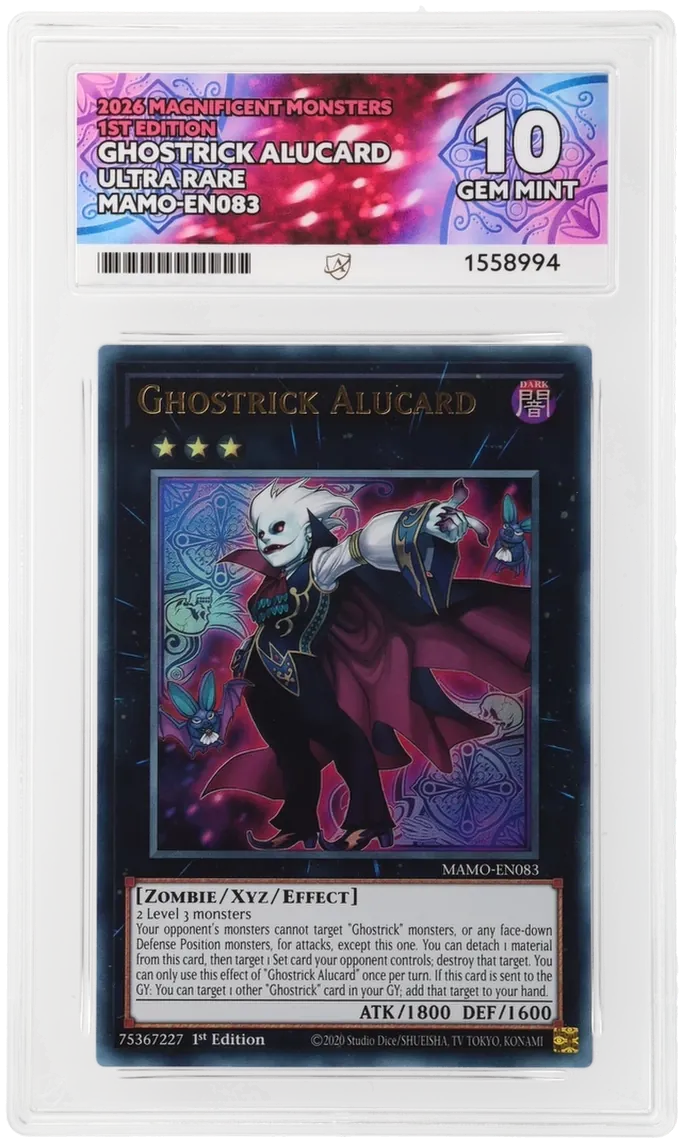 2026 MAGNIFICENT MONSTERS
1ST EDITION
GHOSTRICK ALUCARD
ULTRA RARE
MAMO-EN083
10
GEM MINT
A
1558994
GHOSTRICK ALUCARD
DARK
闇
MAMO-EN083
[ZOMBIE/XYZ/EFFECT]
2 Level 3 monsters
Your opponent's monsters cannot target "Ghostrick" monsters, or any face-down
Defense Position monsters, for attacks, except this one. You can detach 1 material
from this card, then target 1 Set card your opponent controls; destroy that target. You
can only use this effect of "Ghostrick Alucard" once per turn. If this card is sent to the
GY: You can target 1 other "Ghostrick" card in your GY; add that target to your hand.
ATK/1800 DEF/1600
75367227 1st Edition
©2020 Studio Dice/SHUEISHA, TV TOKYO, KONAMI